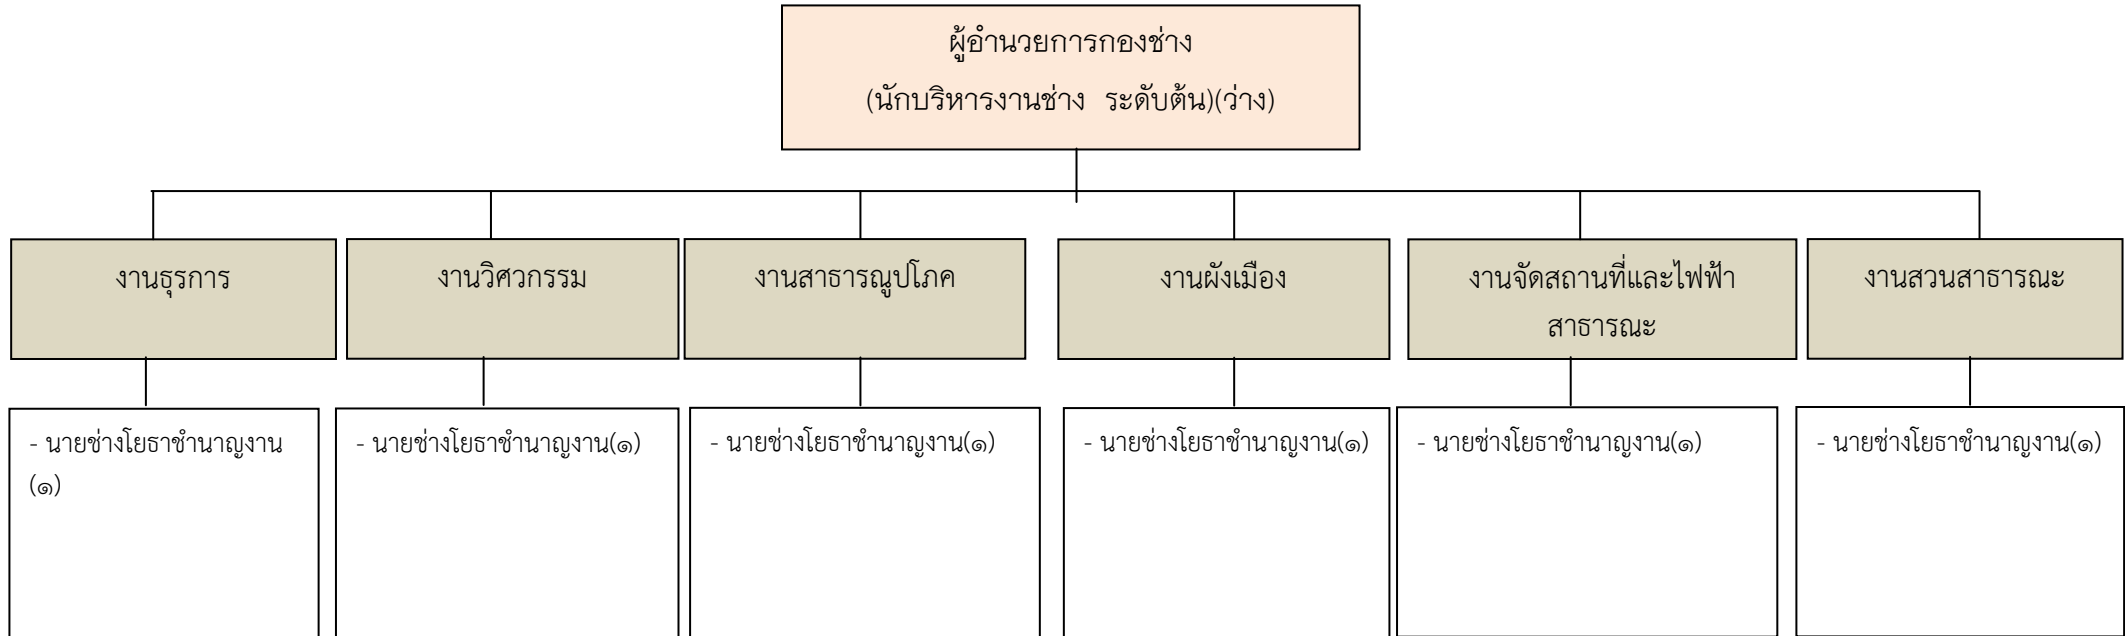 ผู้อำนวยการกองช่าง
(นักบริหารงานช่าง ระดับต้น)(ว่าง)
งานธุรการ
งานวิศวกรรม
งานสาธารณูปโภค
งานผังเมือง
งานจัดสถานที่และไฟฟ้า
สาธารณะ
งานสวนสาธารณะ
- นายช่างโยธาชำนาญงาน
(๑)
- นายช่างโยธาชำนาญงาน(๑)
- นายช่างโยธาชำนาญงาน(๑)
- นายช่างโยธาชำนาญงาน(๑)
- นายช่างโยธาชำนาญงาน(๑)
- นายช่างโยธาชำนาญงาน(๑)